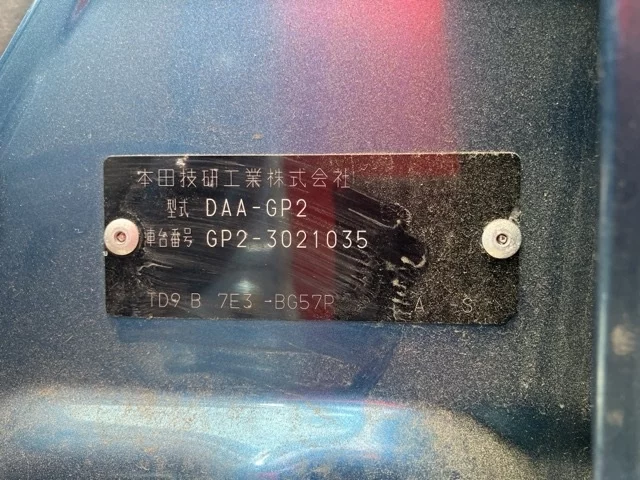 本田技研工業株式会社
型式 DAA-GP2
車台番号 GP2-3021035
TD9 B 7E3 -BG57P A S